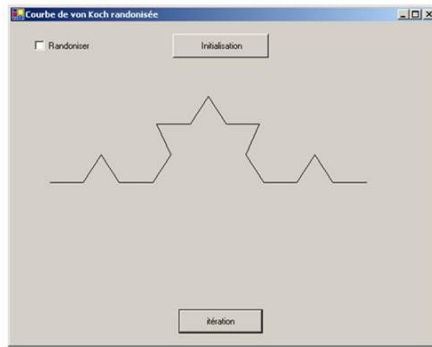 Courbe de von Koch randonisée
Randoniser
Initialisation
itération